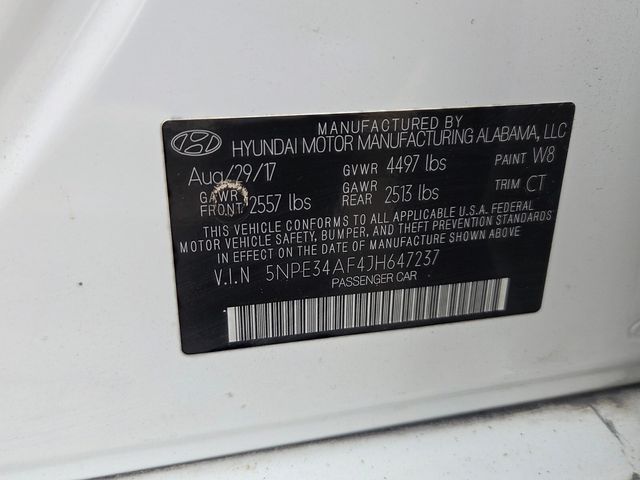 MANUFACTURED BY
HYUNDAI MOTOR MANUFACTURING ALABAMA, LLC
Aug/29/17 GVWR 4497 lbs PAINT W8
GAWR FRONT 2557 lbs GAWR REAR 2513 lbs TRIM CT
THIS VEHICLE CONFORMS TO ALL APPLICABLE U.S.A. FEDERAL
MOTOR VEHICLE SAFETY, BUMPER, AND THEFT PREVENTION STANDARDS
IN EFFECT ON THE DATE OF MANUFACTURE SHOWN ABOVE
V.I.N 5NPE34AF4JH647237
PASSENGER CAR